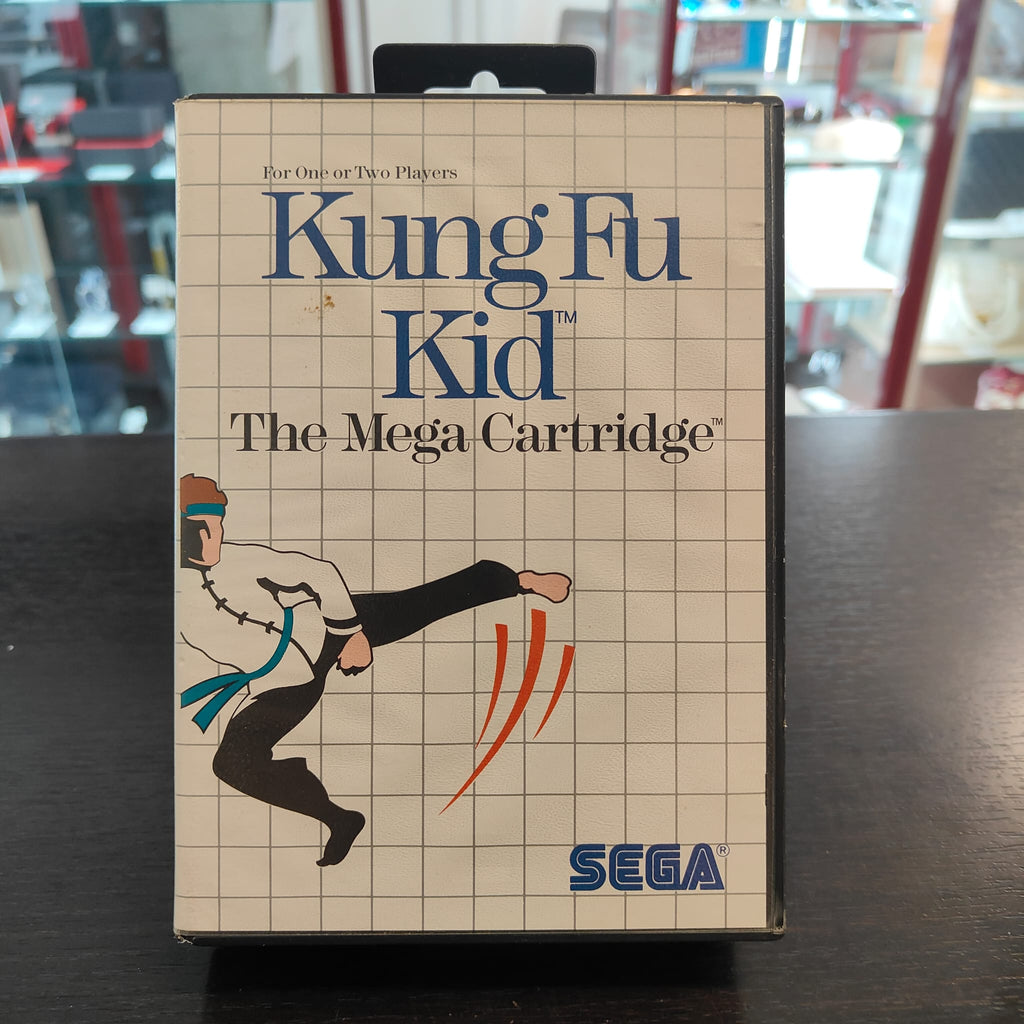 For One or Two Players
Kung Fu
Kid™
The Mega Cartridge™
SEGA®